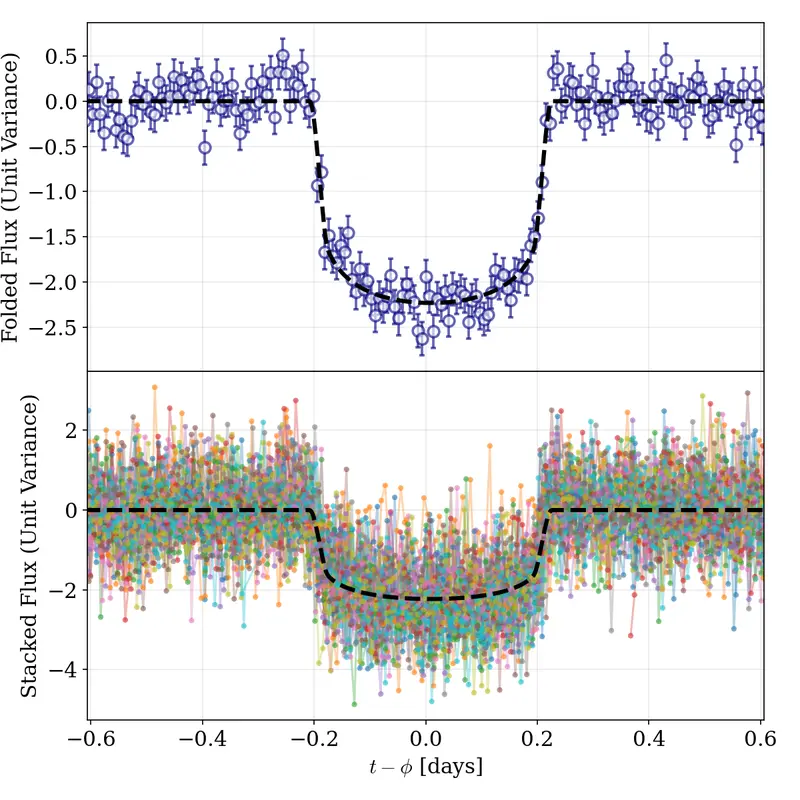 Folded Flux (Unit Variance)
0.5
0.0
−0.5
−1.0
−1.5
−2.0
−2.5
Stacked Flux (Unit Variance)
2
0
−2
−4
−0.6 −0.4 −0.2 0.0 0.2 0.4 0.6
t − ϕ [days]